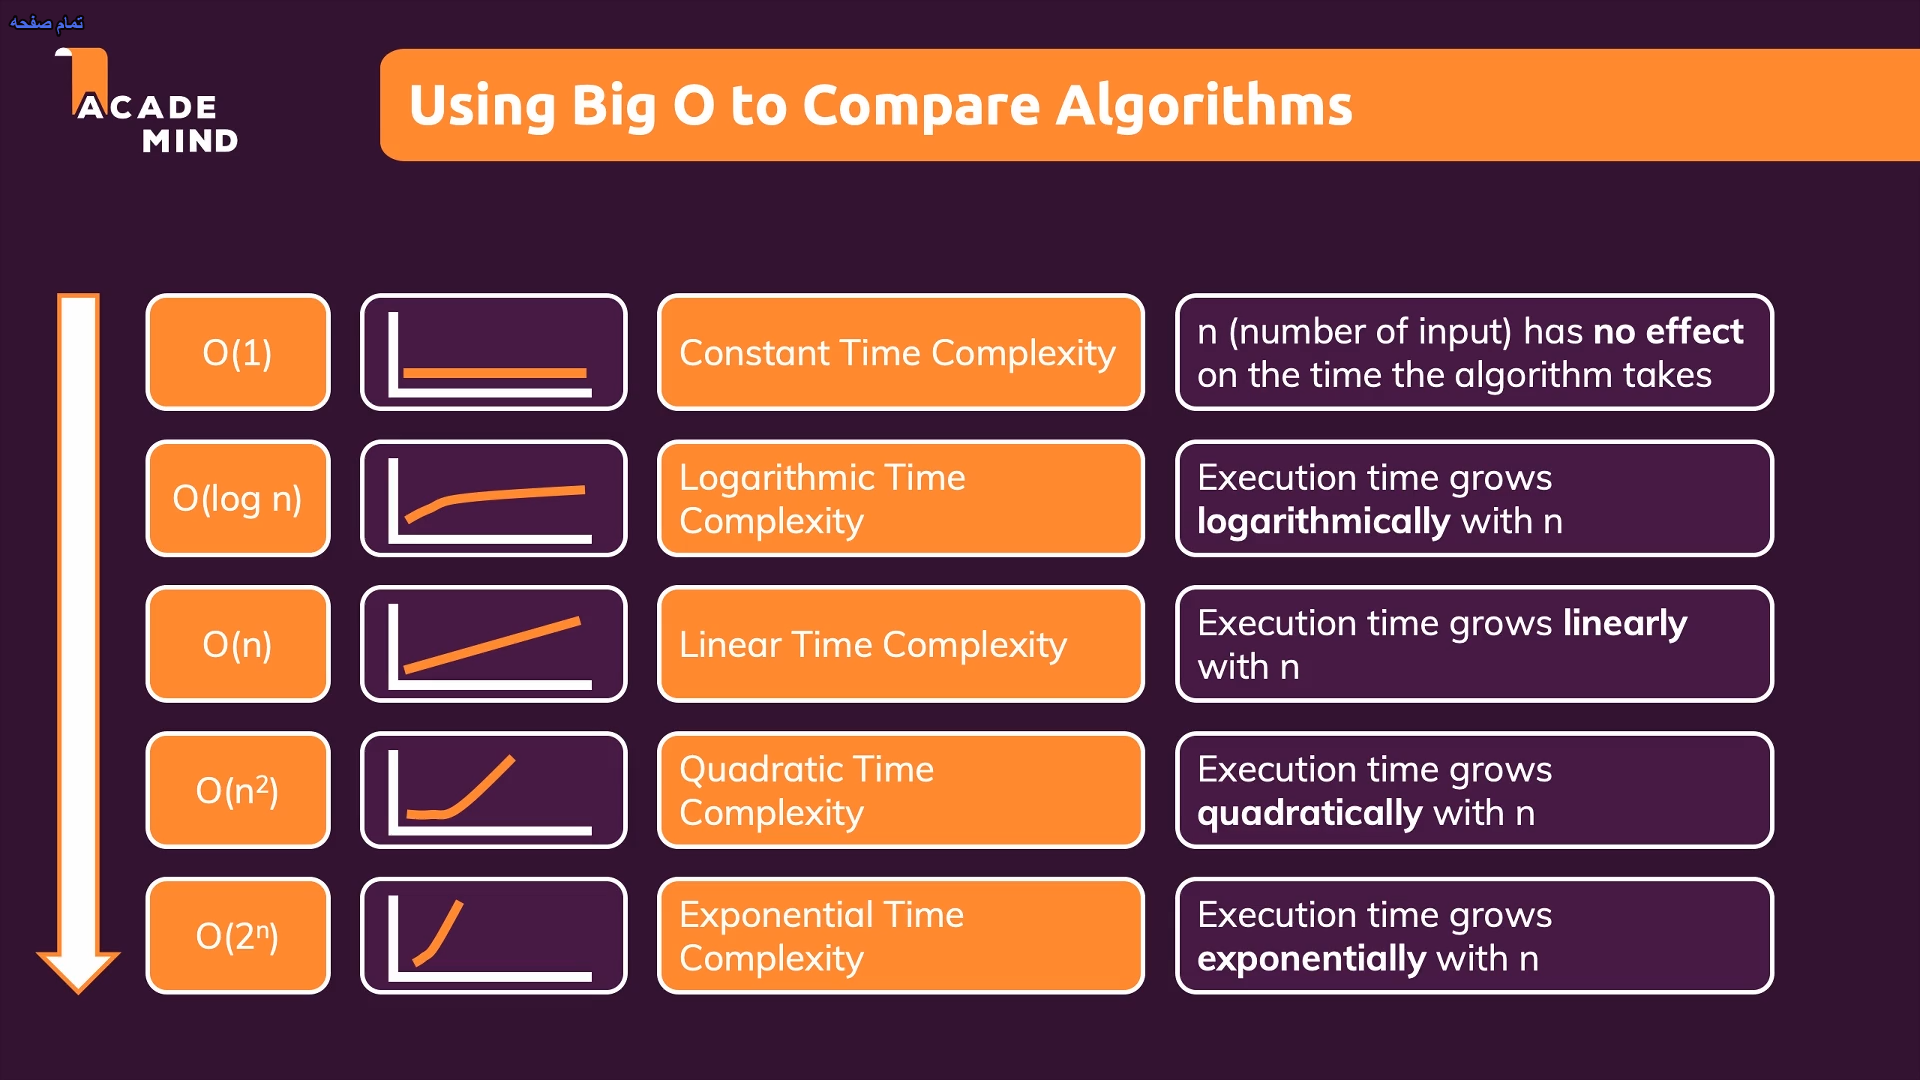 تمام صفحه
ACADE
MIND
Using Big O to Compare Algorithms
O(1)
Constant Time Complexity
n (number of input) has no effect
on the time the algorithm takes
O(log n)
Logarithmic Time
Complexity
Execution time grows
logarithmically with n
O(n)
Linear Time Complexity
Execution time grows linearly
with n
O(n²)
Quadratic Time
Complexity
Execution time grows
quadratically with n
O(2ⁿ)
Exponential Time
Complexity
Execution time grows
exponentially with n